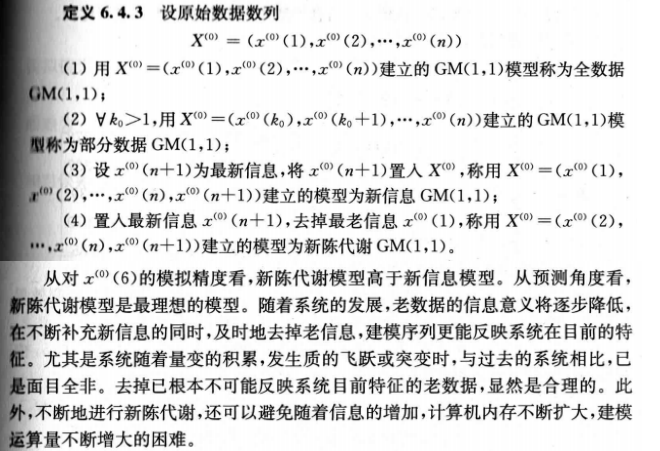 定义 6.4.3 设原始数据数列
X⁽⁰⁾ = (x⁽⁰⁾(1),x⁽⁰⁾(2),⋯,x⁽⁰⁾(n))
(1) 用 X⁽⁰⁾=(x⁽⁰⁾(1),x⁽⁰⁾(2),⋯,x⁽⁰⁾(n))建立的 GM(1,1)模型称为全数据
GM(1,1);
(2) ∀k₀>1,用 X⁽⁰⁾=(x⁽⁰⁾(k₀),x⁽⁰⁾(k₀+1),⋯,x⁽⁰⁾(n))建立的 GM(1,1)模
型称为部分数据 GM(1,1);
(3) 设 x⁽⁰⁾(n+1)为最新信息,将 x⁽⁰⁾(n+1)置入 X⁽⁰⁾,称用 X⁽⁰⁾=(x⁽⁰⁾(1),
x⁽⁰⁾(2),⋯,x⁽⁰⁾(n),x⁽⁰⁾(n+1))建立的模型为新信息 GM(1,1);
(4) 置入最新信息 x⁽⁰⁾(n+1),去掉最老信息 x⁽⁰⁾(1),称用 X⁽⁰⁾=(x⁽⁰⁾(2),
⋯,x⁽⁰⁾(n),x⁽⁰⁾(n+1))建立的模型为新陈代谢 GM(1,1)。
从对 x⁽⁰⁾(6)的模拟精度看,新陈代谢模型高于新信息模型。从预测角度看,
新陈代谢模型是最理想的模型。随着系统的发展,老数据的信息意义将逐步降低,
在不断补充新信息的同时,及时地去掉老信息,建模序列更能反映系统在目前的特
征。尤其是系统随着量变的积累,发生质的飞跃或突变时,与过去的系统相比,已
是面目全非。去掉已根本不可能反映系统目前特征的老数据,显然是合理的。此
外,不断地进行新陈代谢,还可以避免随着信息的增加,计算机内存不断扩大,建模
运算量不断增大的困难。